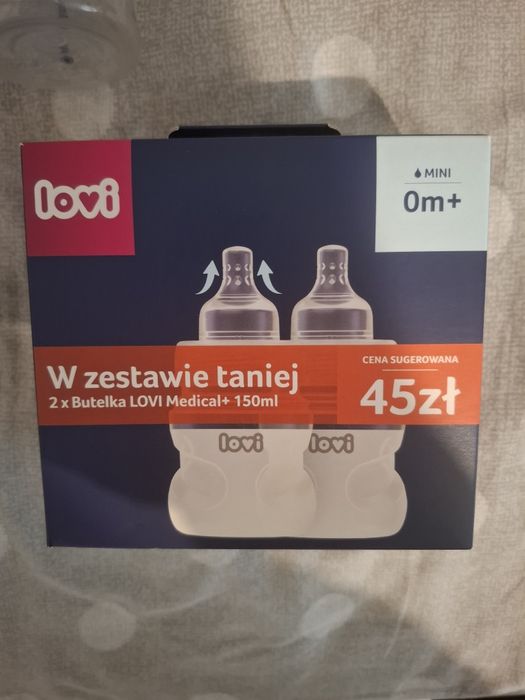 lovi
MINI
0m+
W zestawie taniej
2 x Butelka LOVI Medical+ 150ml
CENA SUGEROWANA
45zł
lovi
lovi